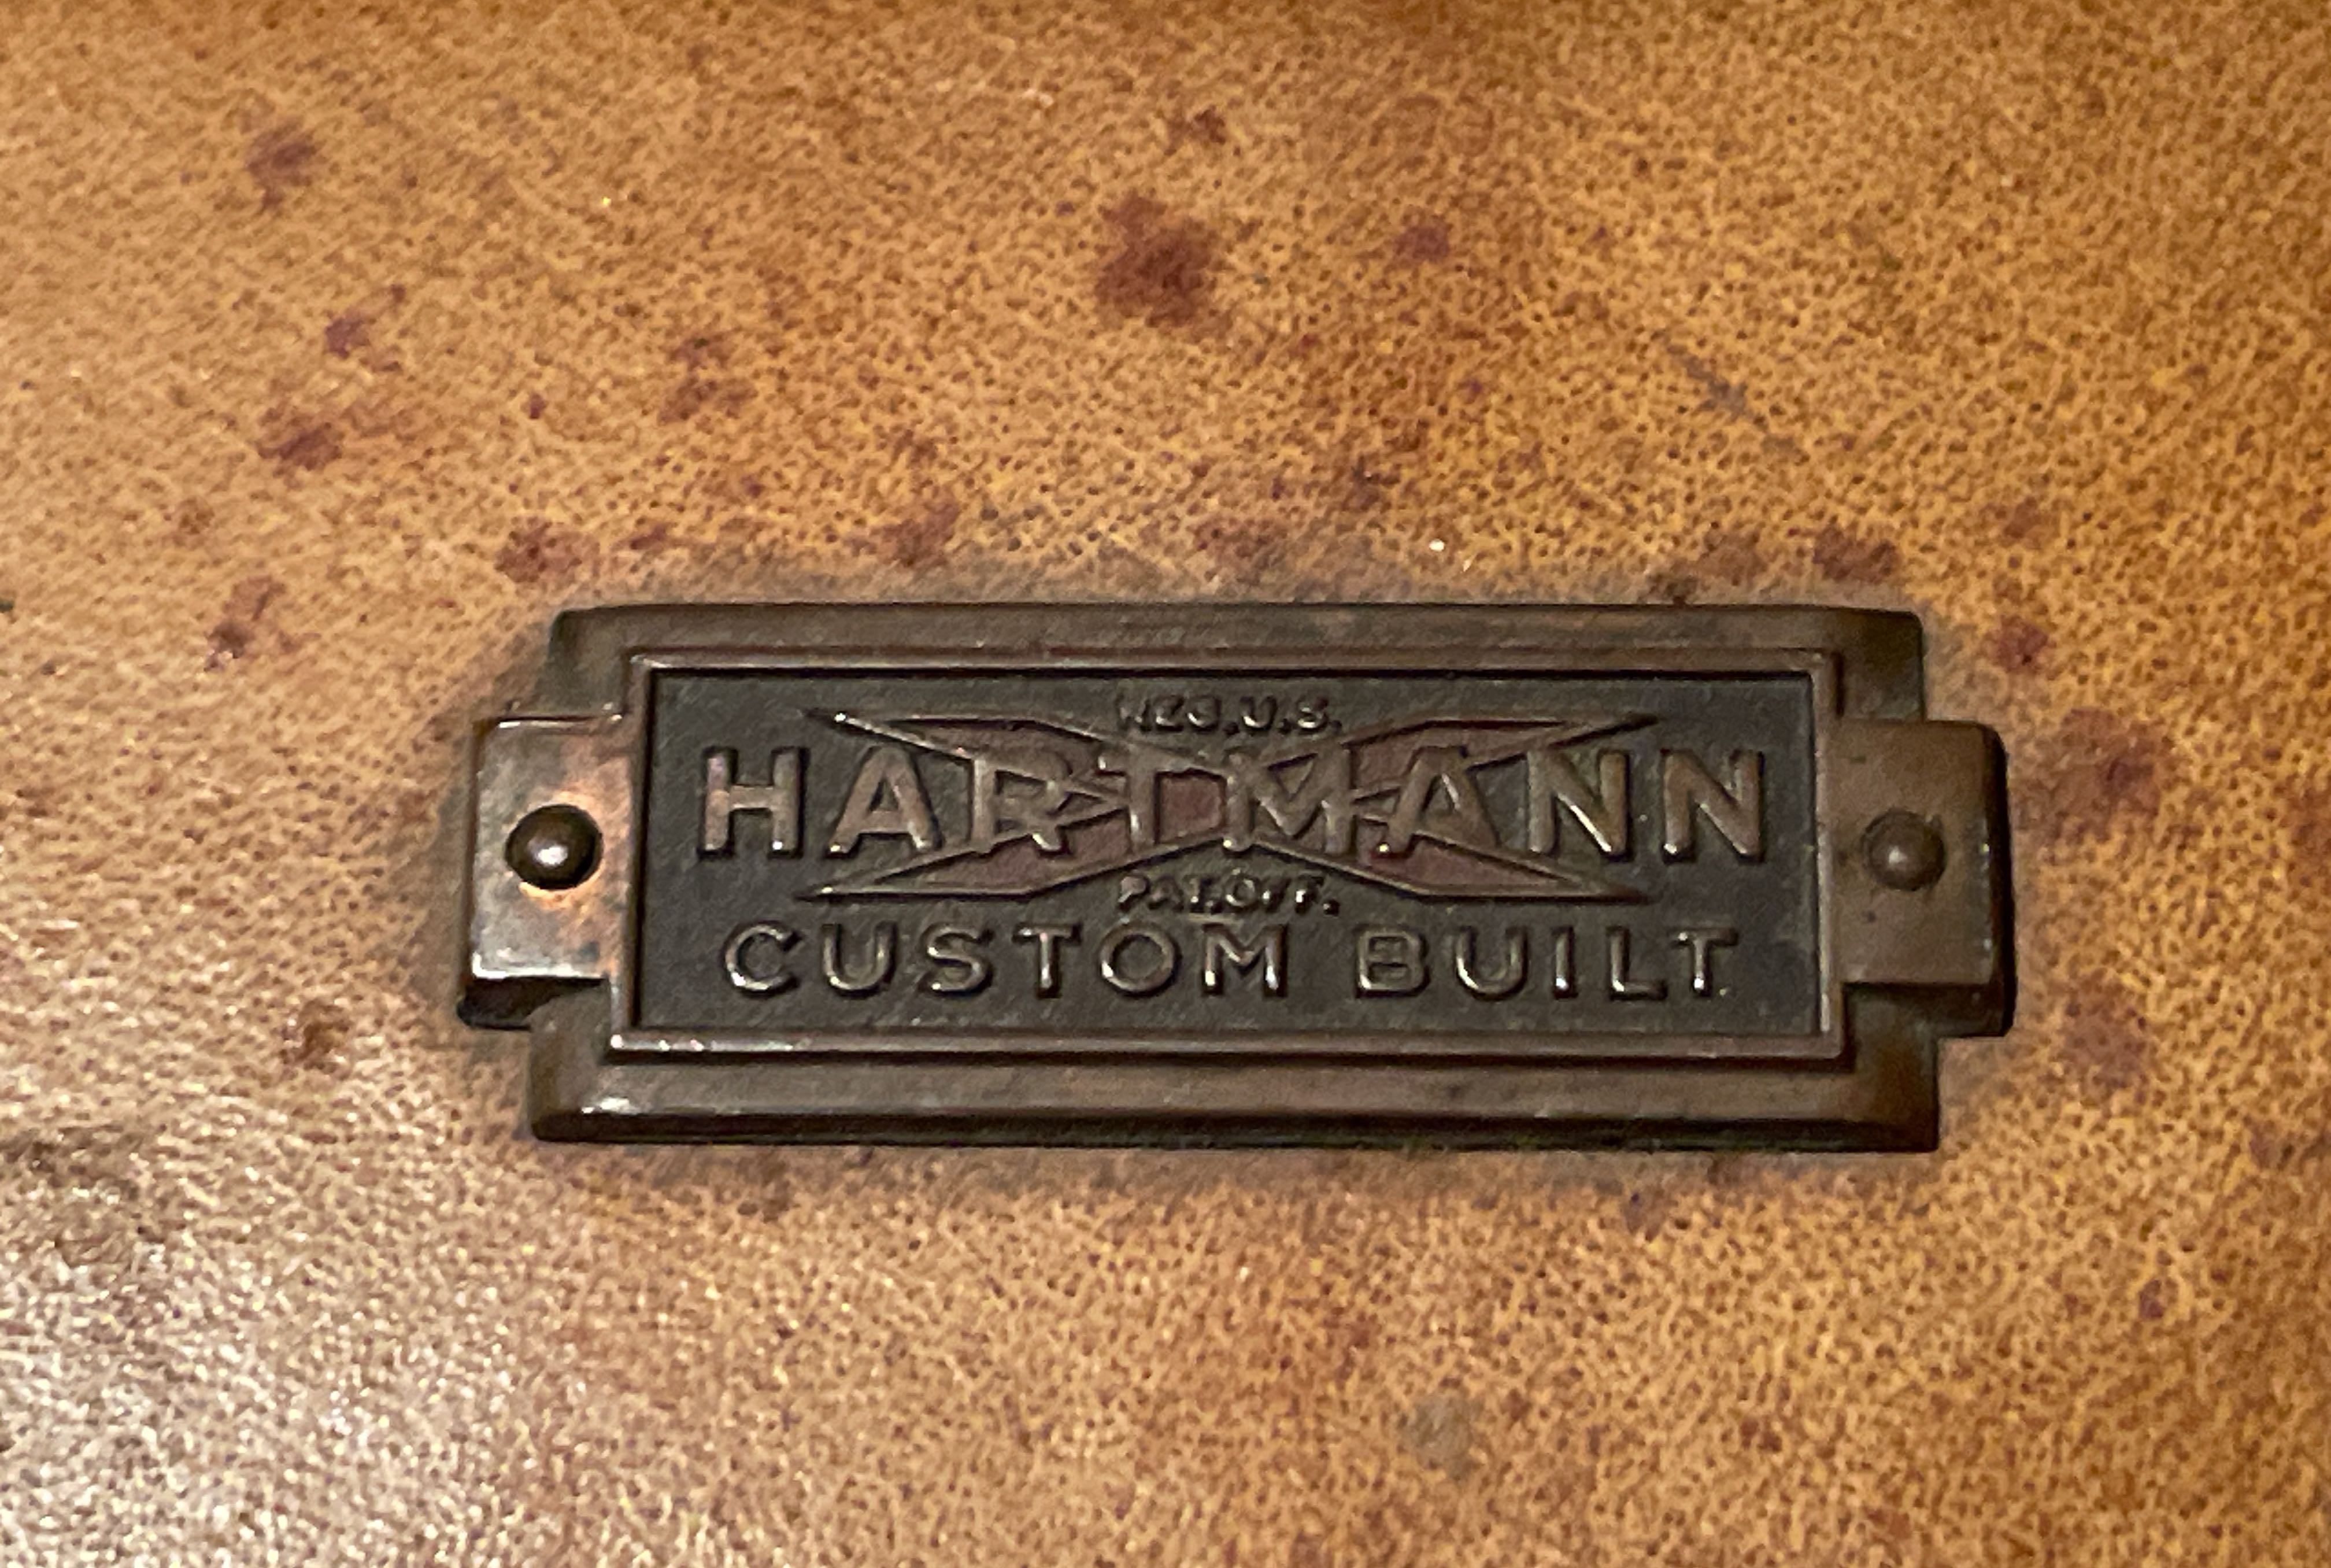 REG.U.S.
HARTMANN
PAT.OFF.
CUSTOM BUILT